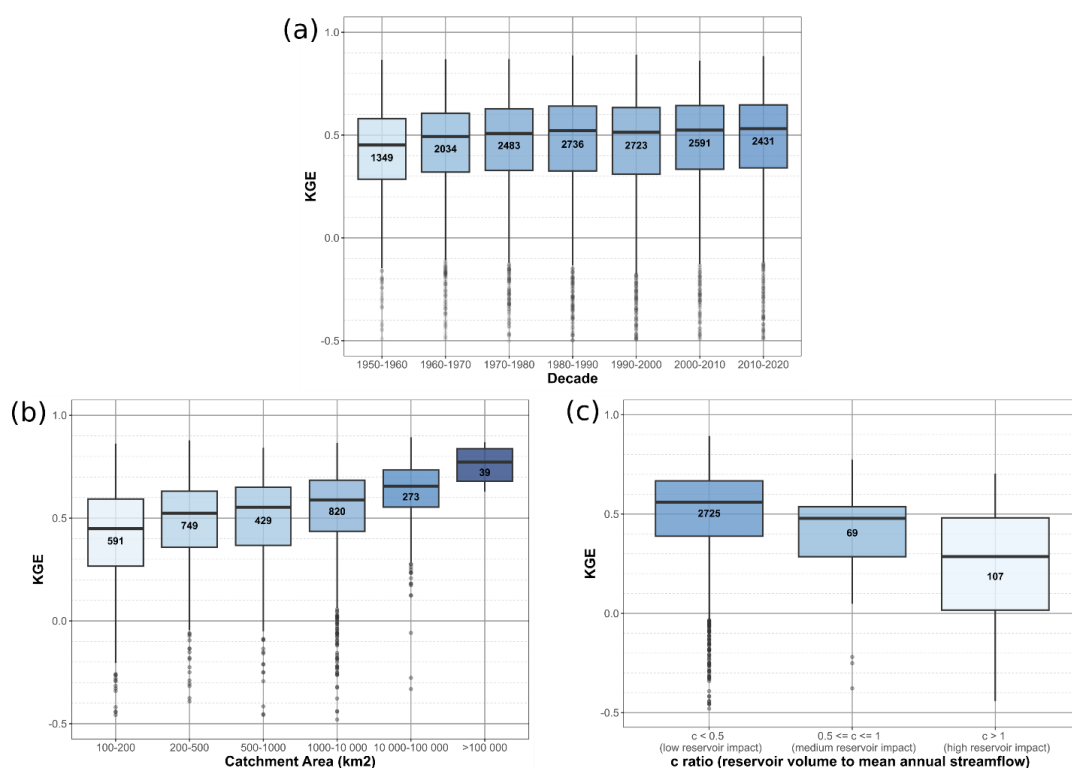 (a)
1.0
0.5
0.0
-0.5
KGE
1349
2034
2483
2736
2723
2591
2431
1950-1960 1960-1970 1970-1980 1980-1990 1990-2000 2000-2010 2010-2020
Decade
(b)
1.0
0.5
0.0
-0.5
KGE
591
749
429
820
273
39
100-200 200-500 500-1000 1000-10 000 10 000-100 000 >100 000
Catchment Area (km2)
(c)
1.0
0.5
0.0
-0.5
KGE
2725
69
107
c < 0.5 0.5 <= c <= 1 c > 1
(low reservoir impact) (medium reservoir impact) (high reservoir impact)
c ratio (reservoir volume to mean annual streamflow)